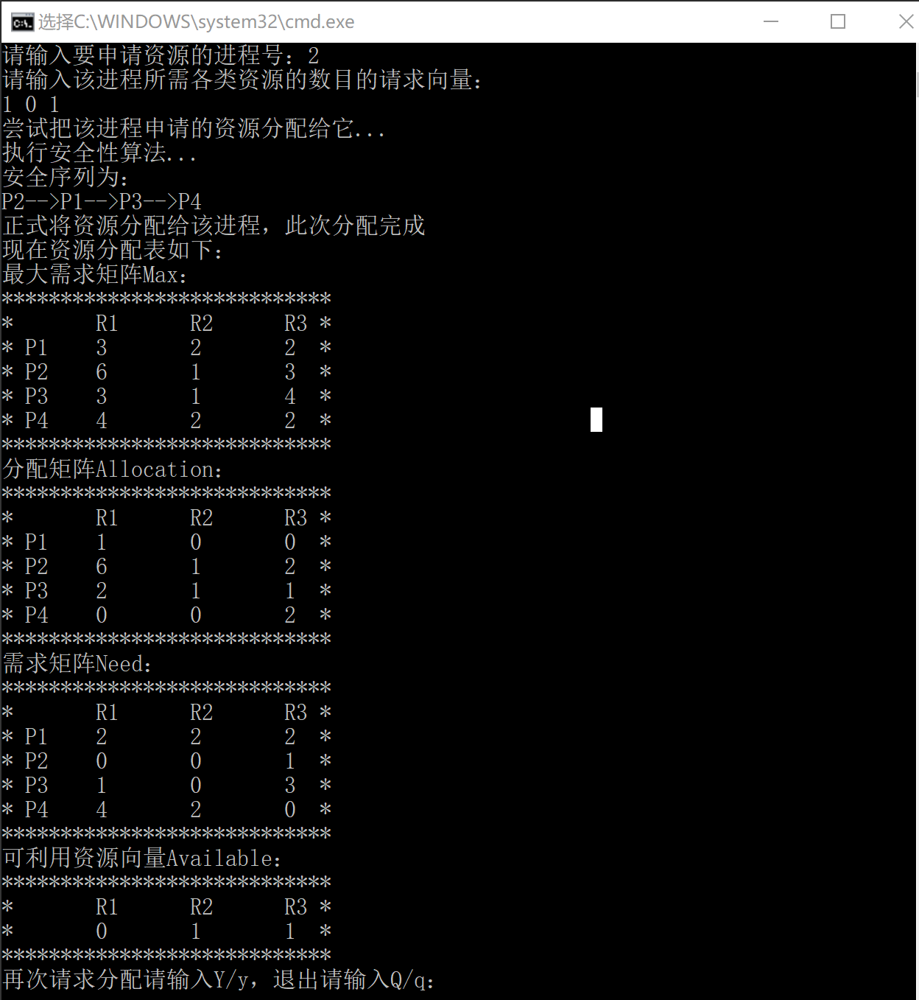 选择C:\WINDOWS\system32\cmd.exe
请输入要申请资源的进程号：2
请输入该进程所需各类资源的数目的请求向量：
1 0 1
尝试把该进程申请的资源分配给它...
执行安全性算法...
安全序列为：
P2-->P1-->P3-->P4
正式将资源分配给该进程，此次分配完成
现在资源分配表如下：
最大需求矩阵Max：
****************************
*       R1      R2      R3 *
* P1    3       2       2  *
* P2    6       1       3  *
* P3    3       1       4  *
* P4    4       2       2  *
****************************
分配矩阵Allocation：
****************************
*       R1      R2      R3 *
* P1    1       0       0  *
* P2    6       1       2  *
* P3    2       1       1  *
* P4    0       0       2  *
****************************
需求矩阵Need：
****************************
*       R1      R2      R3 *
* P1    2       2       2  *
* P2    0       0       1  *
* P3    1       0       3  *
* P4    4       2       0  *
****************************
可利用资源向量Available：
****************************
*       R1      R2      R3 *
*       0       1       1  *
****************************
再次请求分配请输入Y/y，退出请输入Q/q：